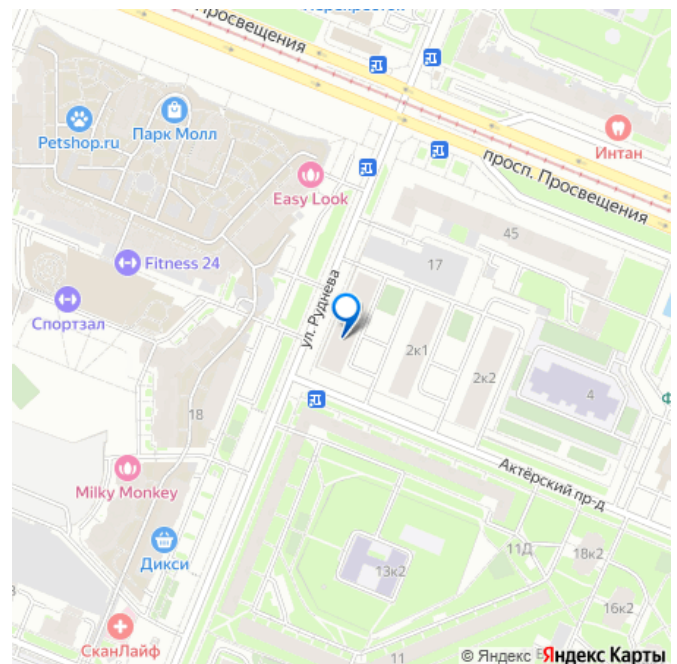 Перекрёсток
Просвещения
Petshop.ru
Парк Молл
Интан
просп. Просвещения
Easy Look
45
17
Fitness 24
ул. Руднева
Спортзал
2к1
2к2
4
Ф
18
Актёрский пр-д
Milky Monkey
Дикси
11Д
18к2
13к2
16к2
СканЛайф
11
© Яндекс
Яндекс Карты